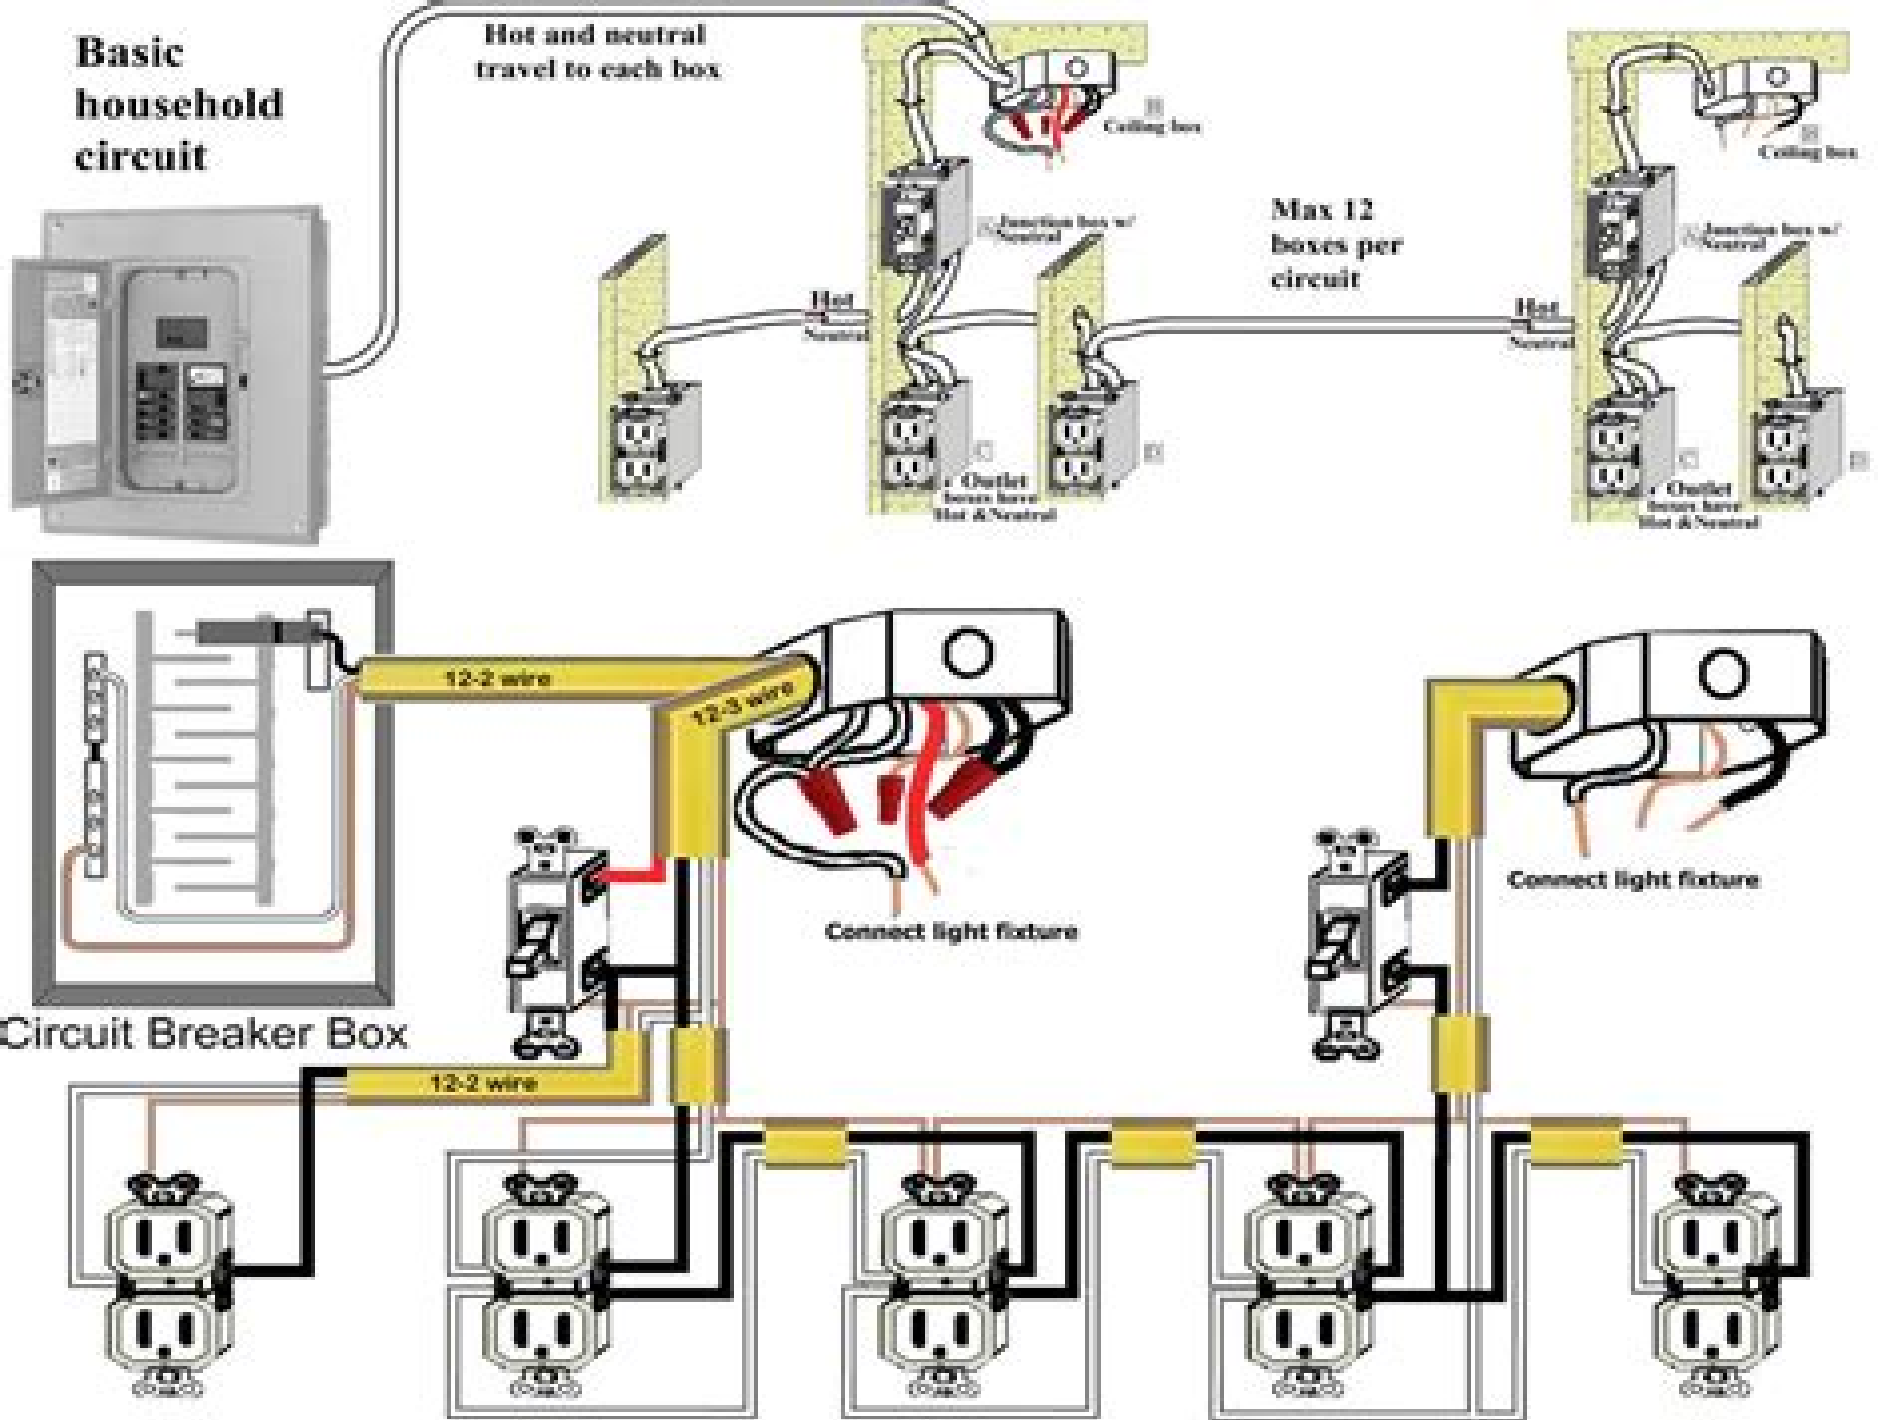 Basic
household
circuit
Hot and neutral
travel to each box
B
Ceiling box
B
Ceiling box
Max 12
boxes per
circuit
Junction box w/
Neutral
Junction box w/
Neutral
Hot
Neutral
Hot
Neutral
C
D
C
D
Outlet
boxes have
Hot & Neutral
Outlet
boxes have
Hot & Neutral
12-2 wire
12-3 wire
Connect light fixture
Connect light fixture
Circuit Breaker Box
12-2 wire